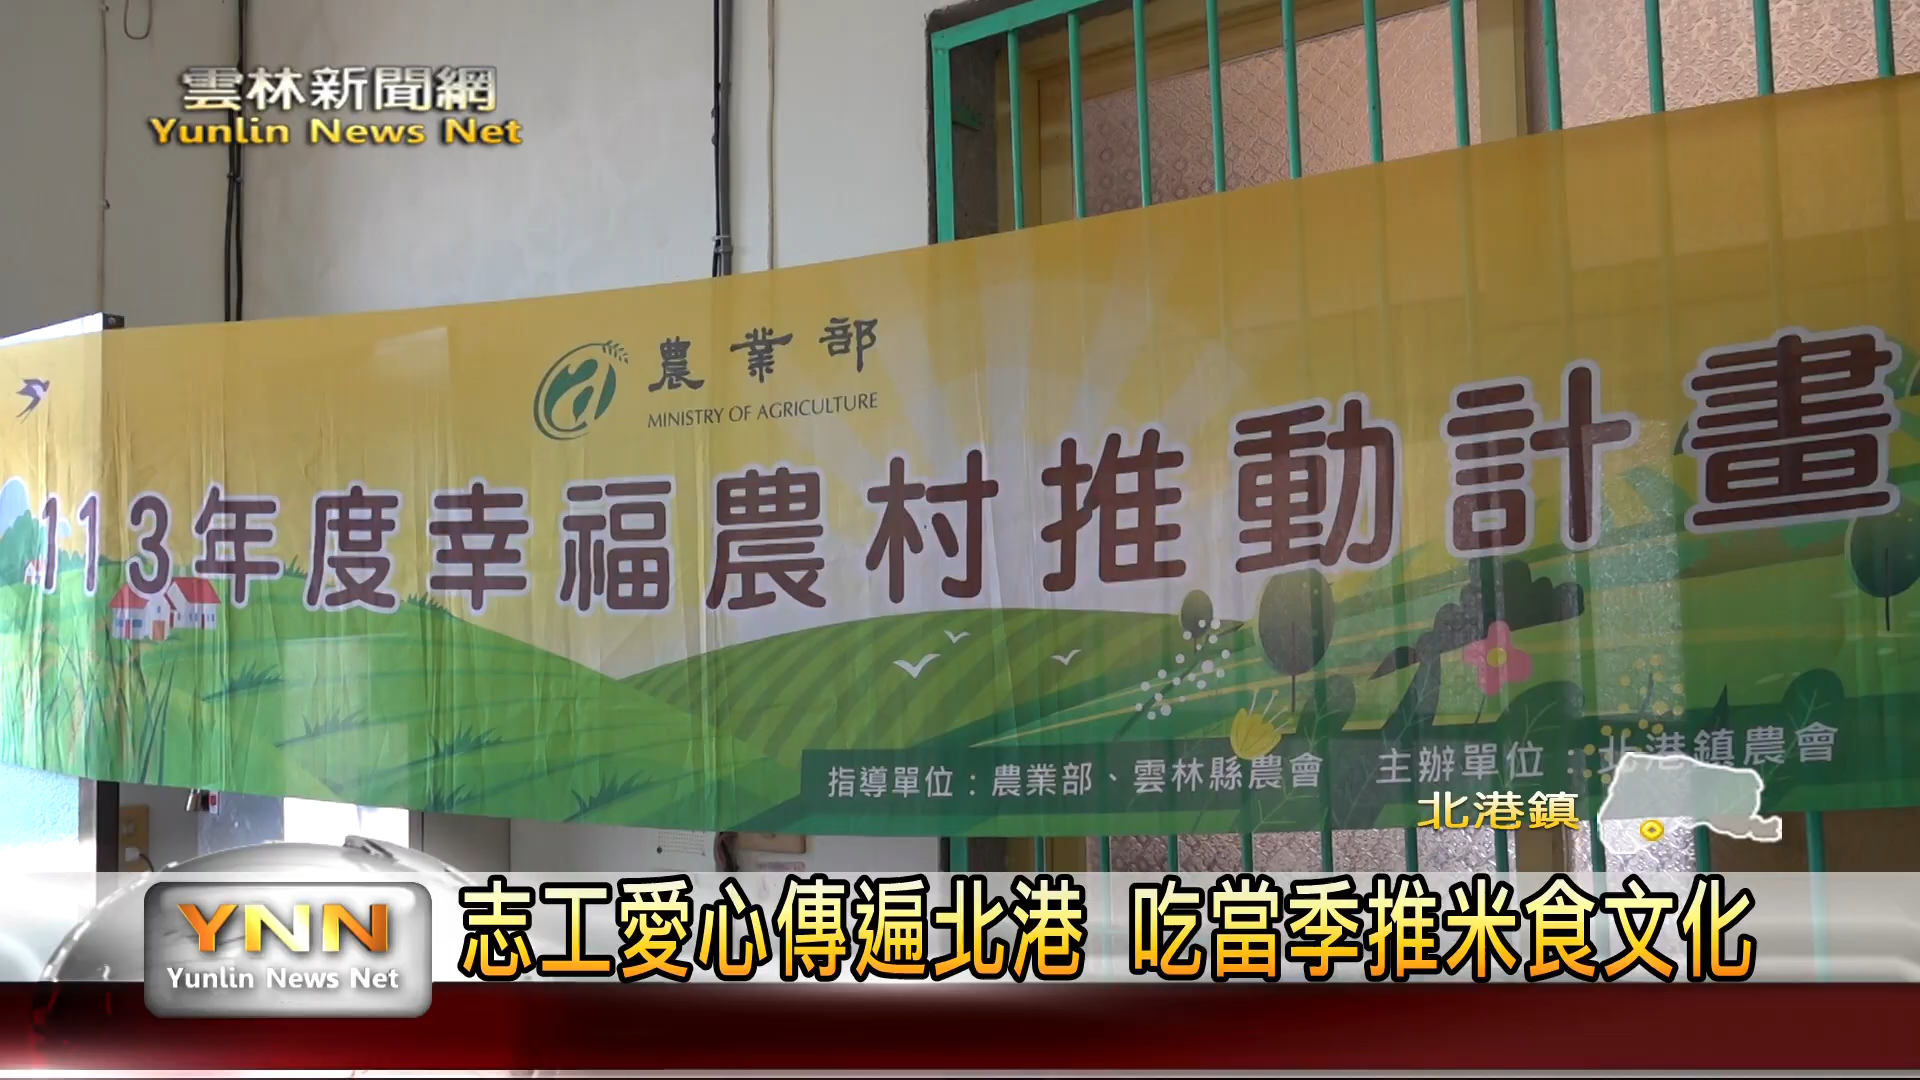 雲林新聞網
Yunlin News Net
農業部
MINISTRY OF AGRICULTURE
113年度幸福農村推動計畫
指導單位：農業部、雲林縣農會 主辦單位：北港鎮農會
北港鎮
YNN
Yunlin News Net
志工愛心傳遍北港 吃當季推米食文化